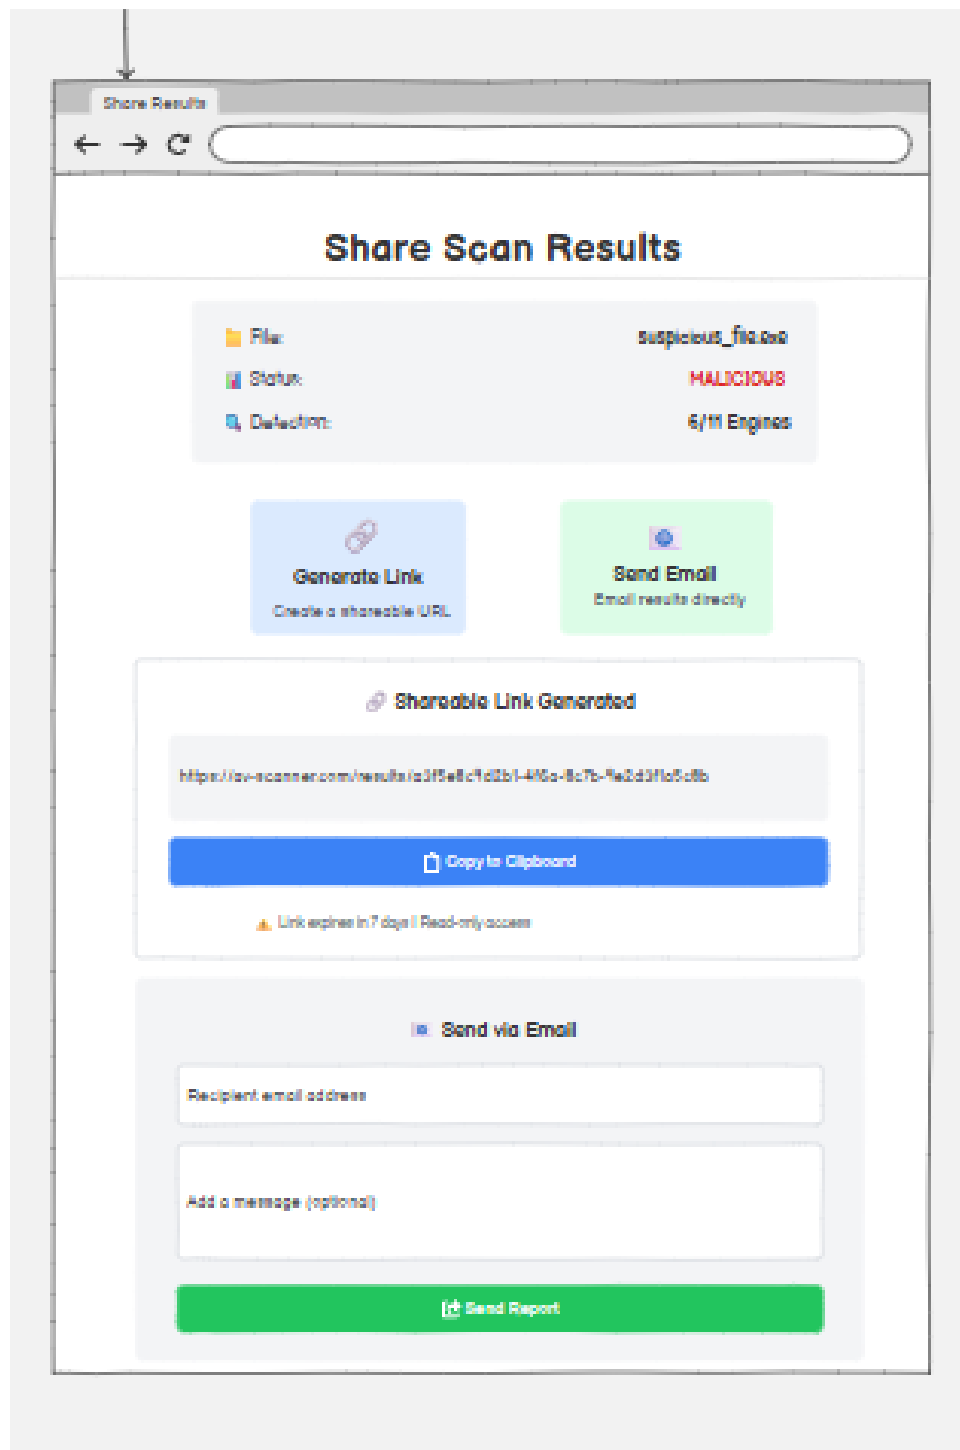 Share Results
Share Scan Results
File: suspicious_file.exe
Status: MALICIOUS
Detection: 6/11 Engines
Generate Link
Create a shareable URL
Send Email
Email results directly
Shareable Link Generated
Copy to Clipboard
Link expires in 7 days | Read-only access
Send via Email
Recipient email address
Add a message (optional)
Send Report